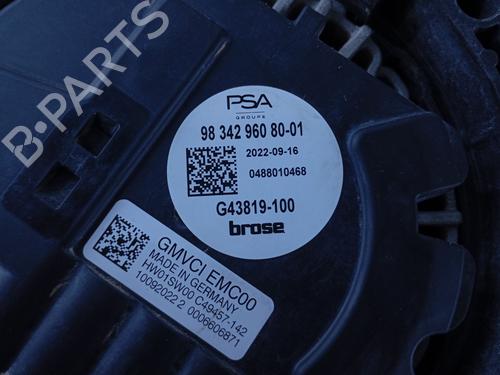 PSA
GROUPE
98 342 960 80-01
2022-09-16
0488010468
G43819-100
brose
GMVCI EMC00
MADE IN GERMANY
HW01SW00 C49457-142
10092022 2 0006606871
B-PARTS